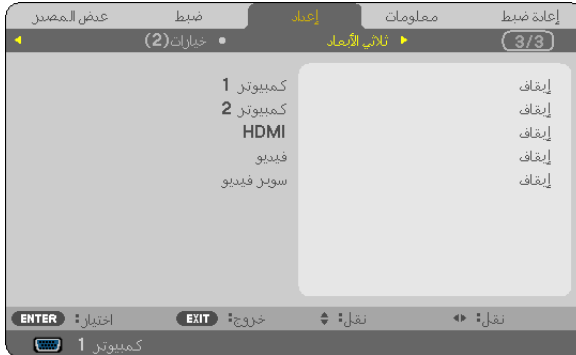 عرض المصدر ضبط إعداد معلومات إعادة ضبط
● خيارات(2) ◀ ثلاثي الأبعاد 3/3
كمبيوتر 1 إيقاف
كمبيوتر 2 إيقاف
HDMI إيقاف
فيديو إيقاف
سوبر فيديو إيقاف
ENTER اختيار: EXIT خروج: نقل: نقل:
كمبيوتر 1